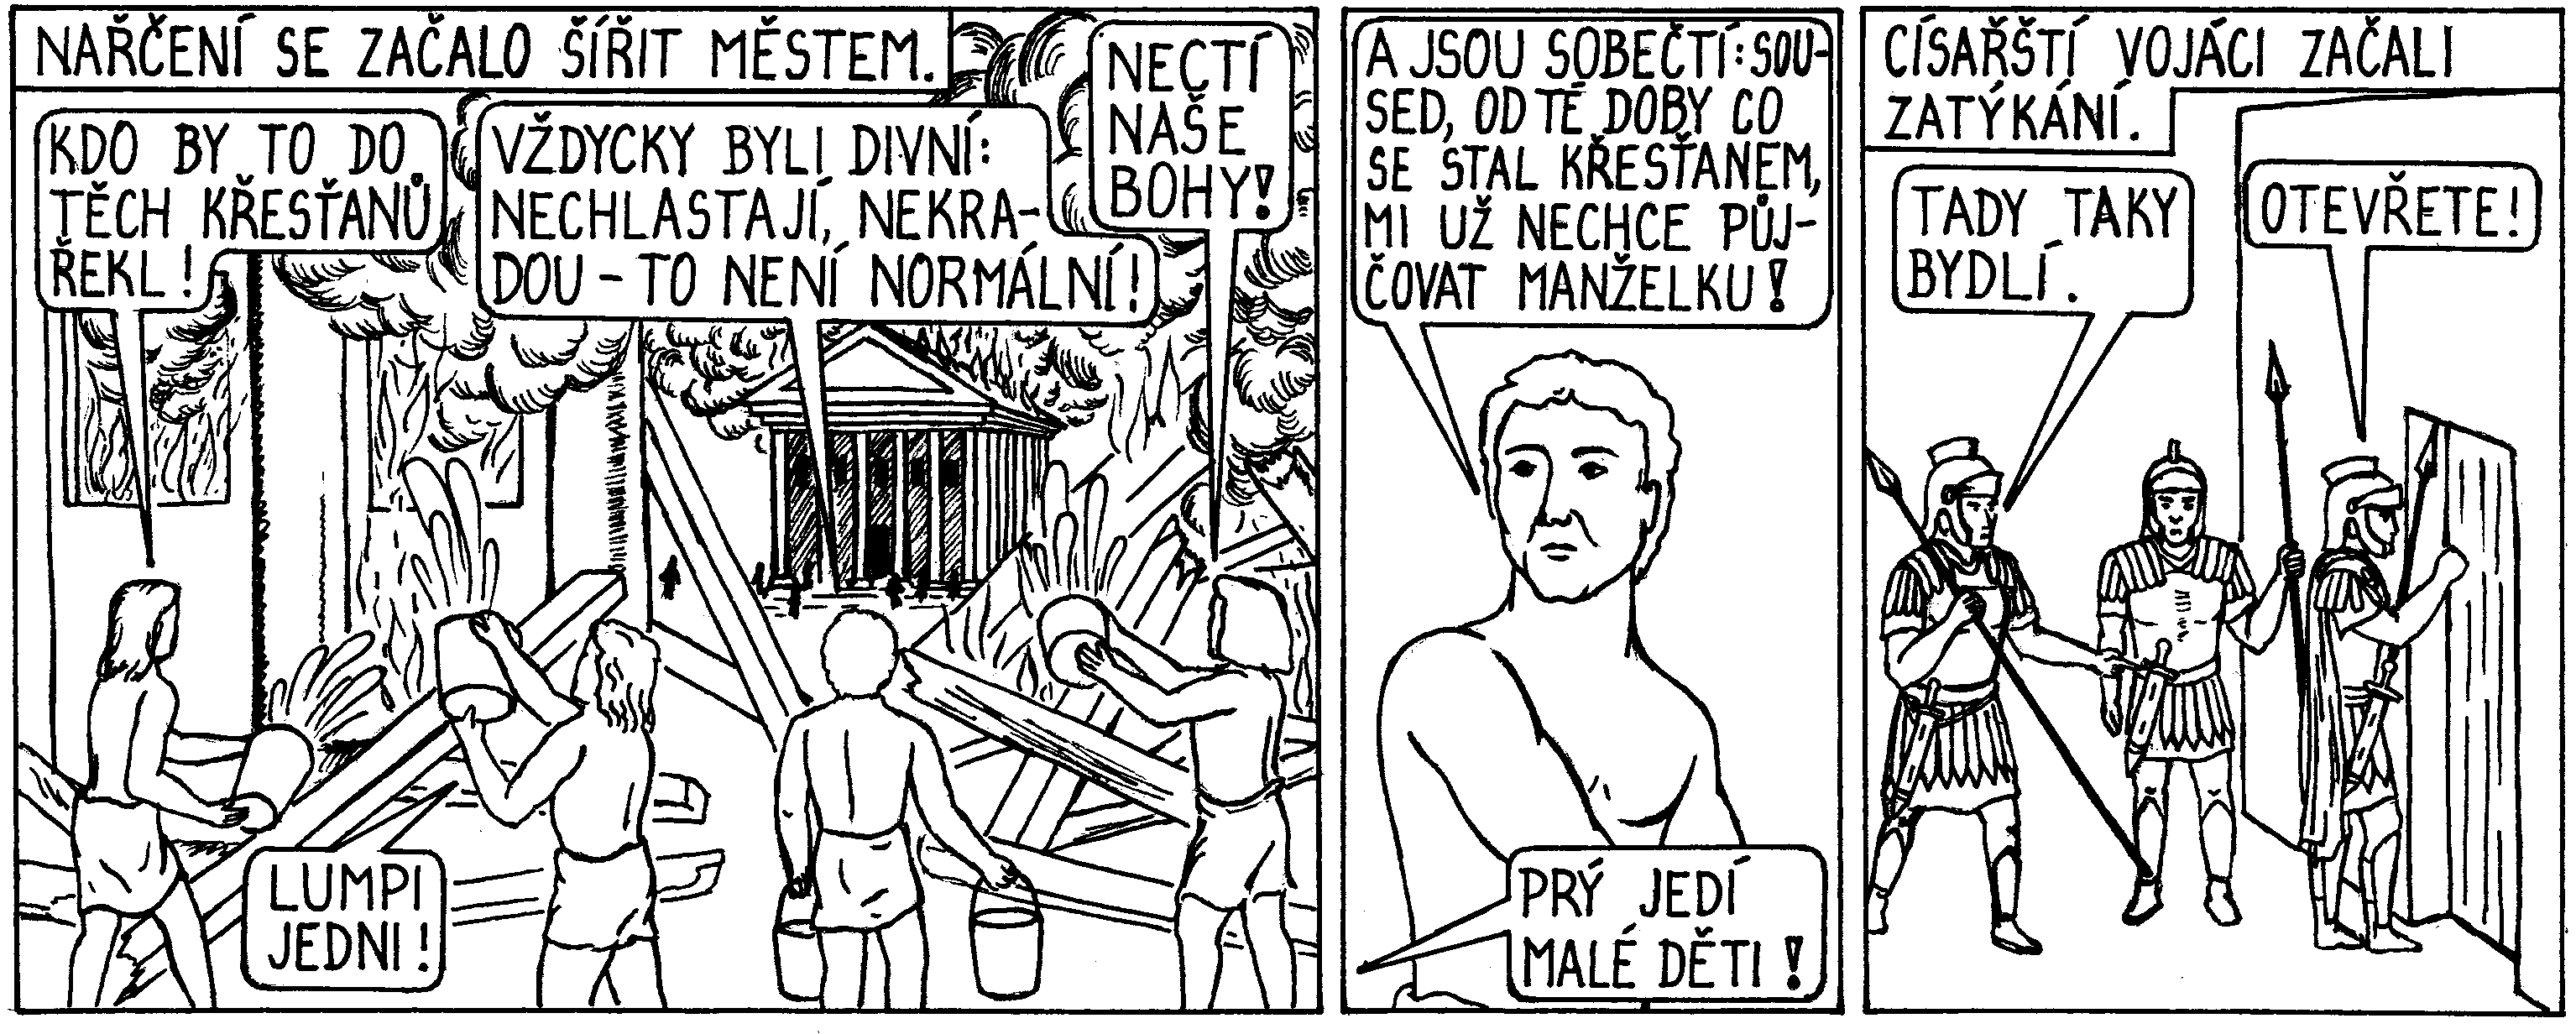 NAŘČENÍ SE ZAČALO ŠÍŘIT MĚSTEM.
KDO BY TO DO
TĚCH KŘESŤANŮ
ŘEKL!
VŽDYCKY BYLI DIVNÍ:
NECHLASTAJÍ, NEKRA-
DOU - TO NENÍ NORMÁLNÍ!
NECTÍ
NAŠE
BOHY!
LUMPI
JEDNI!
A JSOU SOBEČTÍ: SOU-
SED, OD TÉ DOBY CO
SE STAL KŘESŤANEM,
MI UŽ NECHCE PŮJ-
ČOVAT MANŽELKU!
PRÝ JEDÍ
MALÉ DĚTI!
CÍSAŘŠTÍ VOJÁCI ZAČALI
ZATÝKÁNÍ.
TADY TAKY
BYDLÍ.
OTEVŘETE!